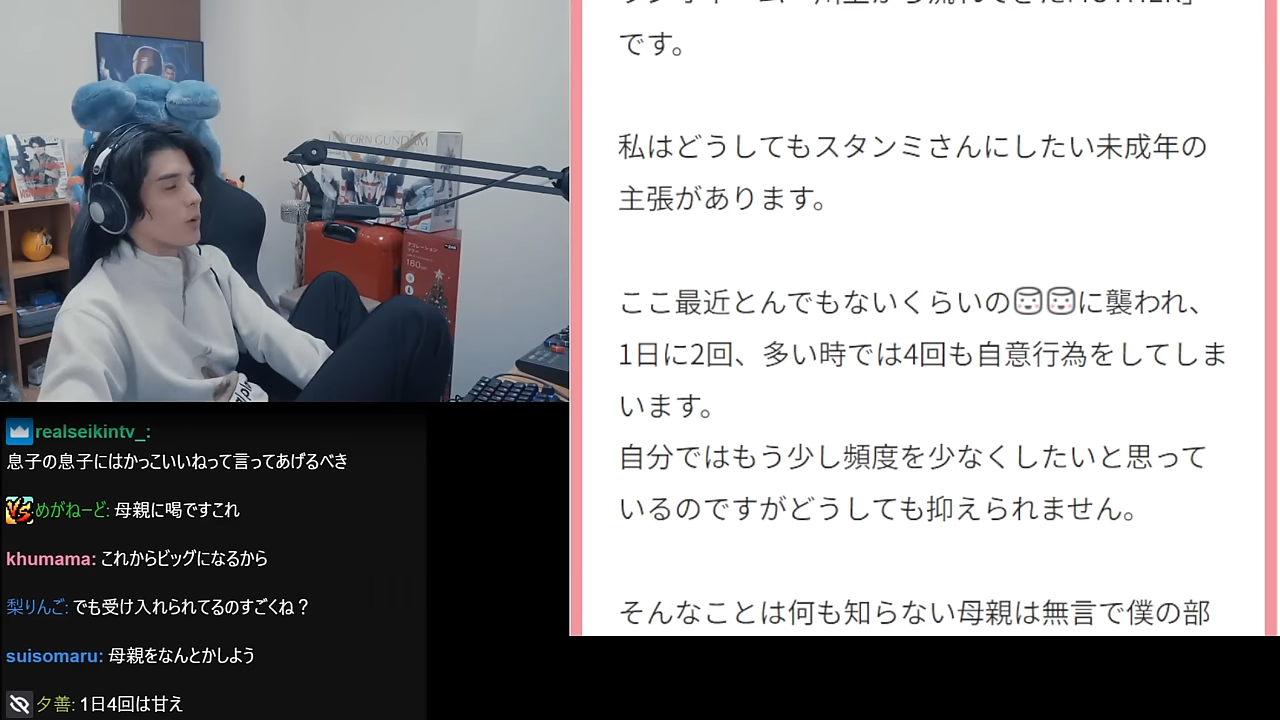 です。
私はどうしてもスタンミさんにしたい未成年の
主張があります。
ここ最近とんでもないくらいのに襲われ、
1日に2回、多い時では4回も自意行為をしてしま
います。
自分ではもう少し頻度を少なくしたいと思って
いるのですがどうしても抑えられません。
そんなことは何も知らない母親は無言で僕の部
UNICORN GUNDAM
180
realseikintv_:
息子の息子にはかっこいいねって言ってあげるべき
めがねーど: 母親に喝ですこれ
khumama: これからビッグになるから
梨りんご: でも受け入れられてるのすごくね？
suisomaru: 母親をなんとかしよう
夕善: 1日4回は甘え